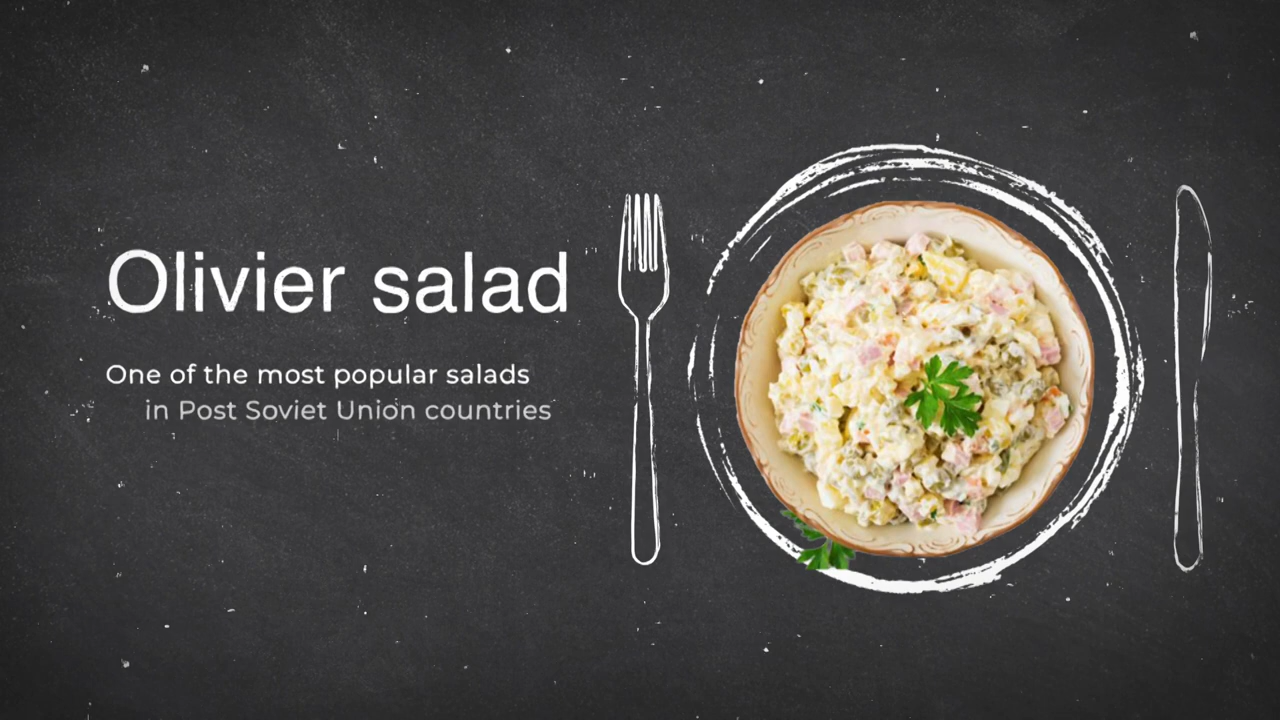 Olivier salad
One of the most popular salads
in Post Soviet Union countries